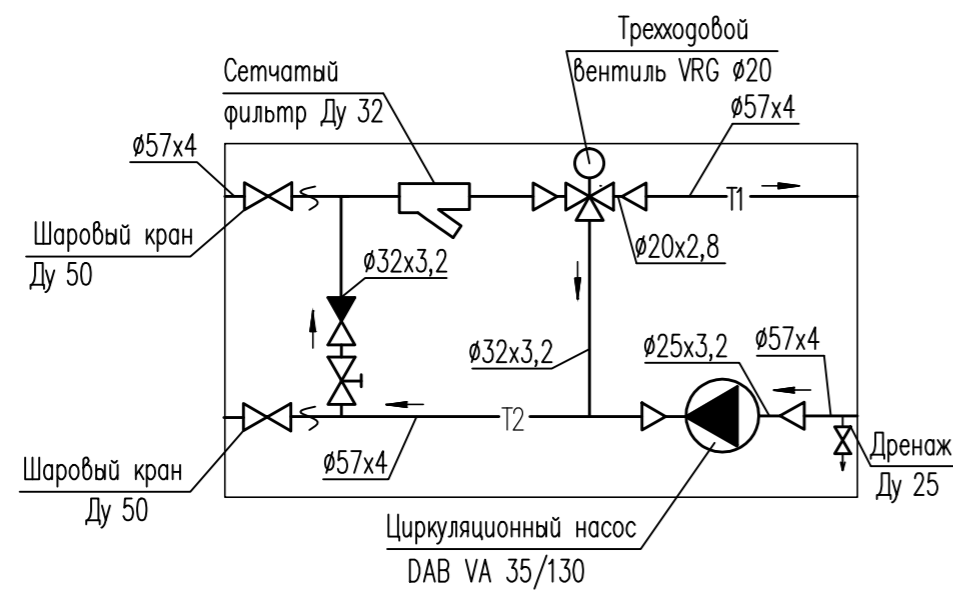 Трехходовой
вентиль VRG Ø20
Сетчатый
фильтр Ду 32
Ø57x4
Ø57x4
T1
Шаровый кран
Ду 50
Ø32x3,2
Ø20x2,8
Ø32x3,2
Ø25x3,2
Ø57x4
T2
Ø57x4
Шаровый кран
Ду 50
Дренаж
Ду 25
Циркуляционный насос
DAB VA 35/130